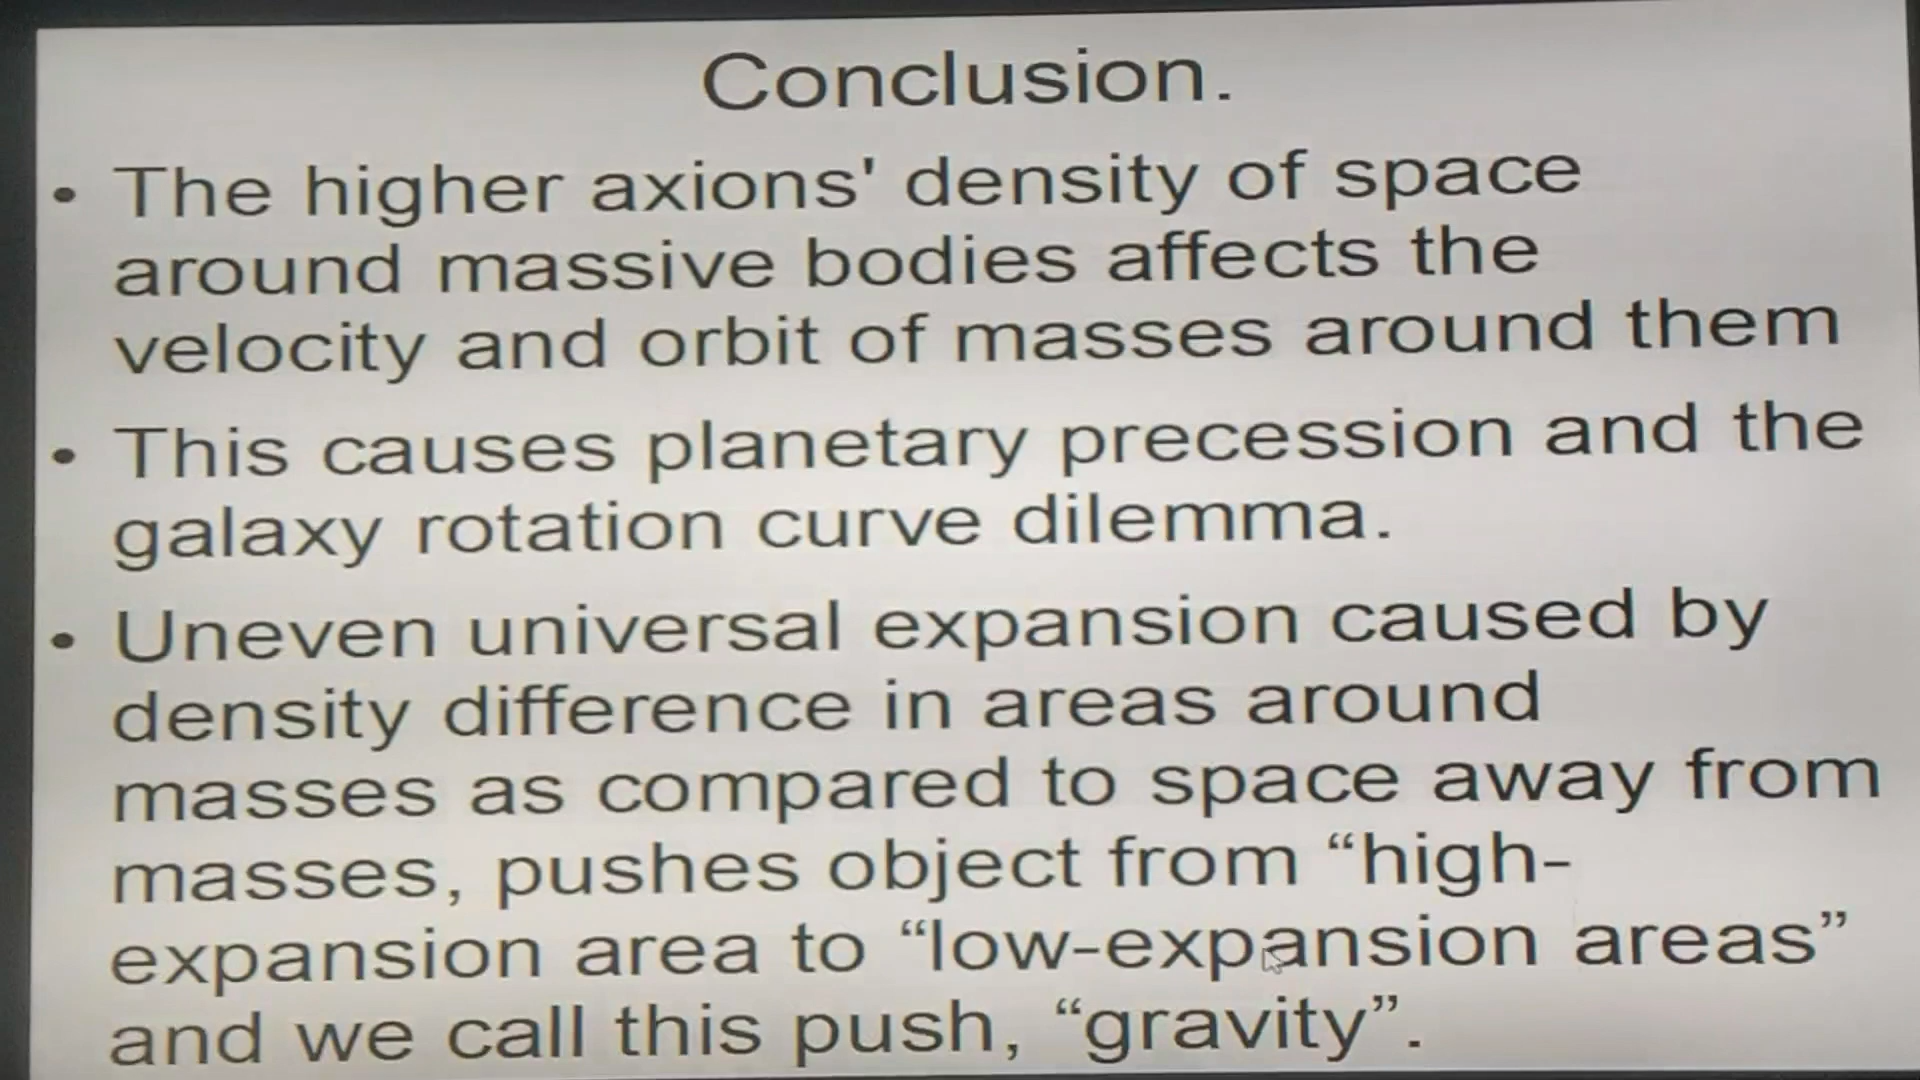 Conclusion.
• The higher axions' density of space
around massive bodies affects the
velocity and orbit of masses around them
• This causes planetary precession and the
galaxy rotation curve dilemma.
• Uneven universal expansion caused by
density difference in areas around
masses as compared to space away from
masses, pushes object from “high-
expansion area to “low-expansion areas”
and we call this push, “gravity”.